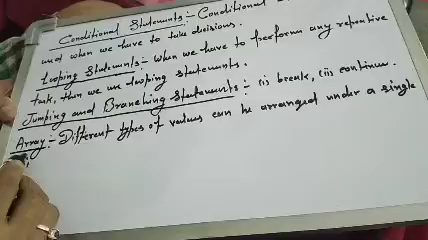 Conditional Statements:- Conditional
used when we have to take decisions.
Looping Statements:- When we have to perform any repentive
task, then we use looping statements.
Jumping and Branching Statements:- (i) break, (ii) continue.
Array:- Different types of values can be arranged under a single